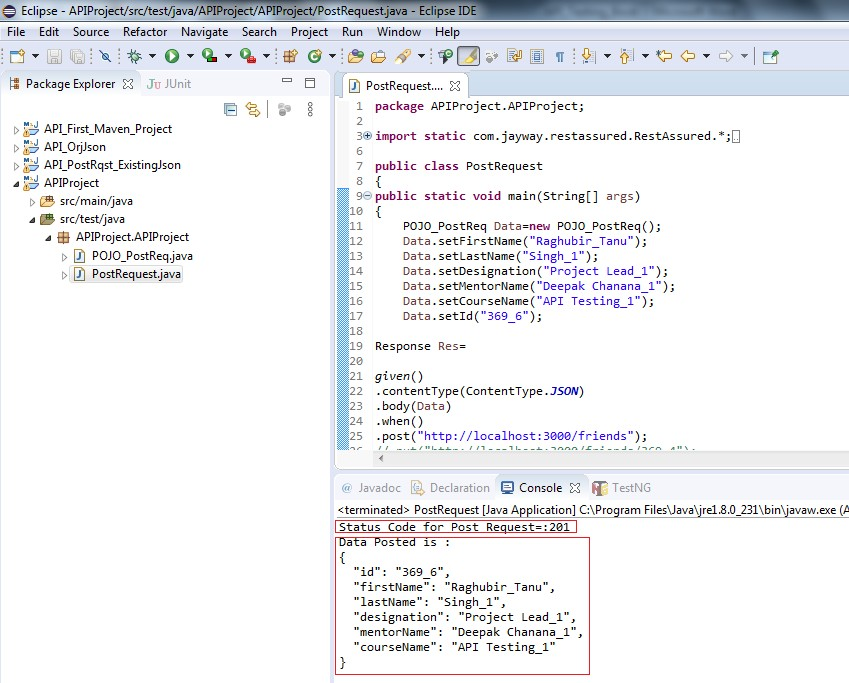 Eclipse - APIProject/src/test/java/APIProject/APIProject/PostRequest.java - Eclipse IDE
File Edit Source Refactor Navigate Search Project Run Window Help
Package Explorer JUnit
API_First_Maven_Project
API_OrjJson
API_PostRqst_ExistingJson
APIProject
src/main/java
src/test/java
APIProject.APIProject
POJO_PostReq.java
PostRequest.java
PostRequest....
1 package APIProject.APIProject;
2
3 import static com.jayway.restassured.RestAssured.*;
6
7 public class PostRequest
8 {
9 public static void main(String[] args)
10 {
11 POJO_PostReq Data=new POJO_PostReq();
12 Data.setFirstName("Raghubir_Tanu");
13 Data.setLastName("Singh_1");
14 Data.setDesignation("Project Lead_1");
15 Data.setMentorName("Deepak Chanana_1");
16 Data.setCourseName("API Testing_1");
17 Data.setId("369_6");
18
19 Response Res=
20
21 given()
22 .contentType(ContentType.JSON)
23 .body(Data)
24 .when()
25 .post("http://localhost:3000/friends");
Javadoc Declaration Console TestNG
<terminated> PostRequest [Java Application] C:\Program Files\Java\jre1.8.0_231\bin\javaw.exe (A
Status Code for Post Request=:201
Data Posted is :
{
"id": "369_6",
"firstName": "Raghubir_Tanu",
"lastName": "Singh_1",
"designation": "Project Lead_1",
"mentorName": "Deepak Chanana_1",
"courseName": "API Testing_1"
}